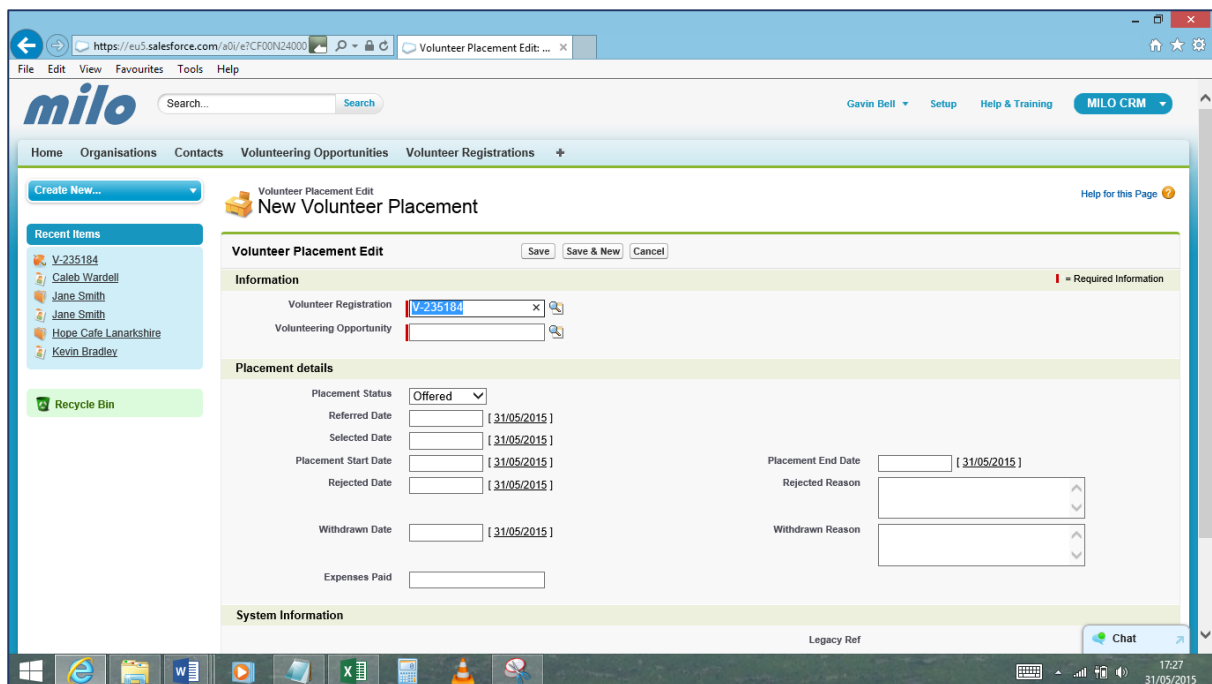 https://eu5.salesforce.com/a0i/e?CF00N24000
Volunteer Placement Edit: ...
File Edit View Favourites Tools Help
milo
Search...
Search
Gavin Bell
Setup
Help & Training
MILO CRM
Home Organisations Contacts Volunteering Opportunities Volunteer Registrations +
Create New...
Volunteer Placement Edit
New Volunteer Placement
Help for this Page
Recent Items
V-235184
Caleb Wardell
Jane Smith
Jane Smith
Hope Cafe Lanarkshire
Kevin Bradley
Recycle Bin
Volunteer Placement Edit
Save Save & New Cancel
Information
= Required Information
Volunteer Registration V-235184
Volunteering Opportunity
Placement details
Placement Status Offered
Referred Date [ 31/05/2015 ]
Selected Date [ 31/05/2015 ]
Placement Start Date [ 31/05/2015 ] Placement End Date [ 31/05/2015 ]
Rejected Date [ 31/05/2015 ] Rejected Reason
Withdrawn Date [ 31/05/2015 ] Withdrawn Reason
Expenses Paid
System Information
Legacy Ref
Chat
17:27
31/05/2015